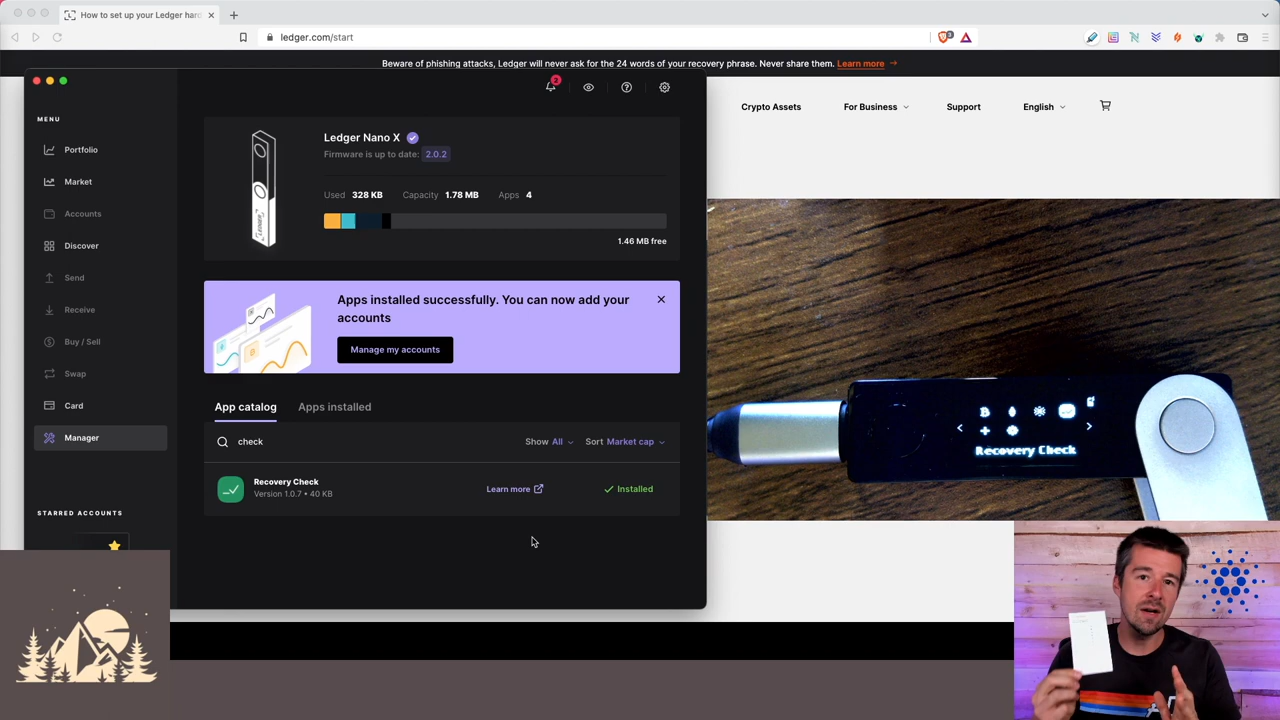 How to set up your Ledger hard
ledger.com/start
Beware of phishing attacks, Ledger will never ask for the 24 words of your recovery phrase. Never share them. Learn more →
Crypto Assets
For Business
Support
English
2
MENU
Portfolio
Market
Accounts
Discover
Send
Receive
Buy / Sell
Swap
Card
Manager
STARRED ACCOUNTS
Ledger Nano X
Firmware is up to date: 2.0.2
Used 328 KB Capacity 1.78 MB Apps 4
1.46 MB free
Apps installed successfully. You can now add your
accounts
Manage my accounts
App catalog Apps installed
check
Show All Sort Market cap
Recovery Check
Version 1.0.7 • 40 KB
Learn more
Installed
Recovery Check